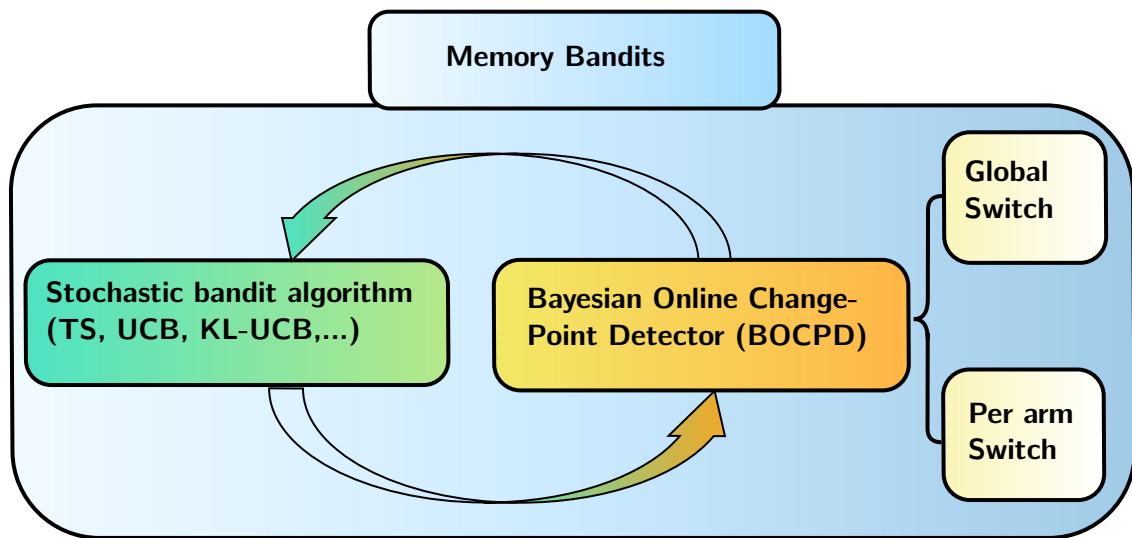 Memory Bandits
Global
Switch
Stochastic bandit algorithm
(TS, UCB, KL-UCB,...)
Bayesian Online Change-
Point Detector (BOCPD)
Per arm
Switch